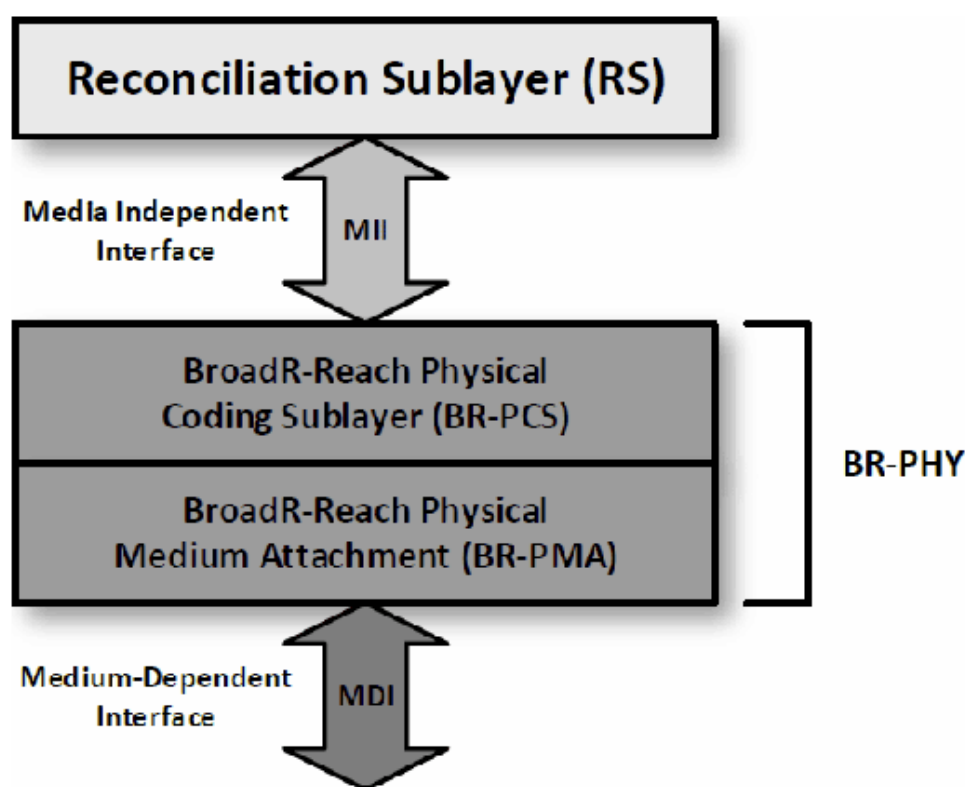 Reconciliation Sublayer (RS)
Media Independent
Interface
MII
BroadR-Reach Physical
Coding Sublayer (BR-PCS)
BR-PHY
BroadR-Reach Physical
Medium Attachment (BR-PMA)
Medium-Dependent
Interface
MDI